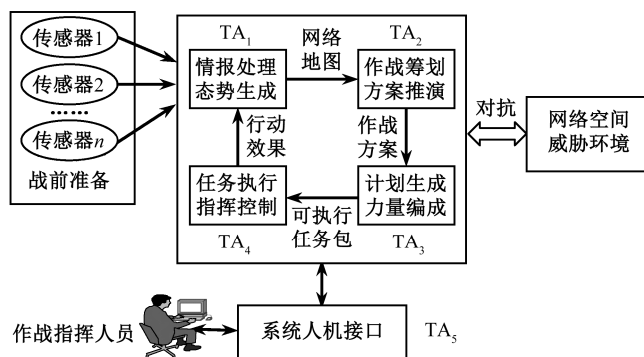 传感器1
传感器2
……
传感器n
战前准备
TA1
情报处理
态势生成
网络
地图
TA2
作战筹划
方案推演
行动
效果
作战
方案
任务执行
指挥控制
TA4
可执行
任务包
计划生成
力量编成
TA3
对抗
网络空间
威胁环境
作战指挥人员
系统人机接口
TA5